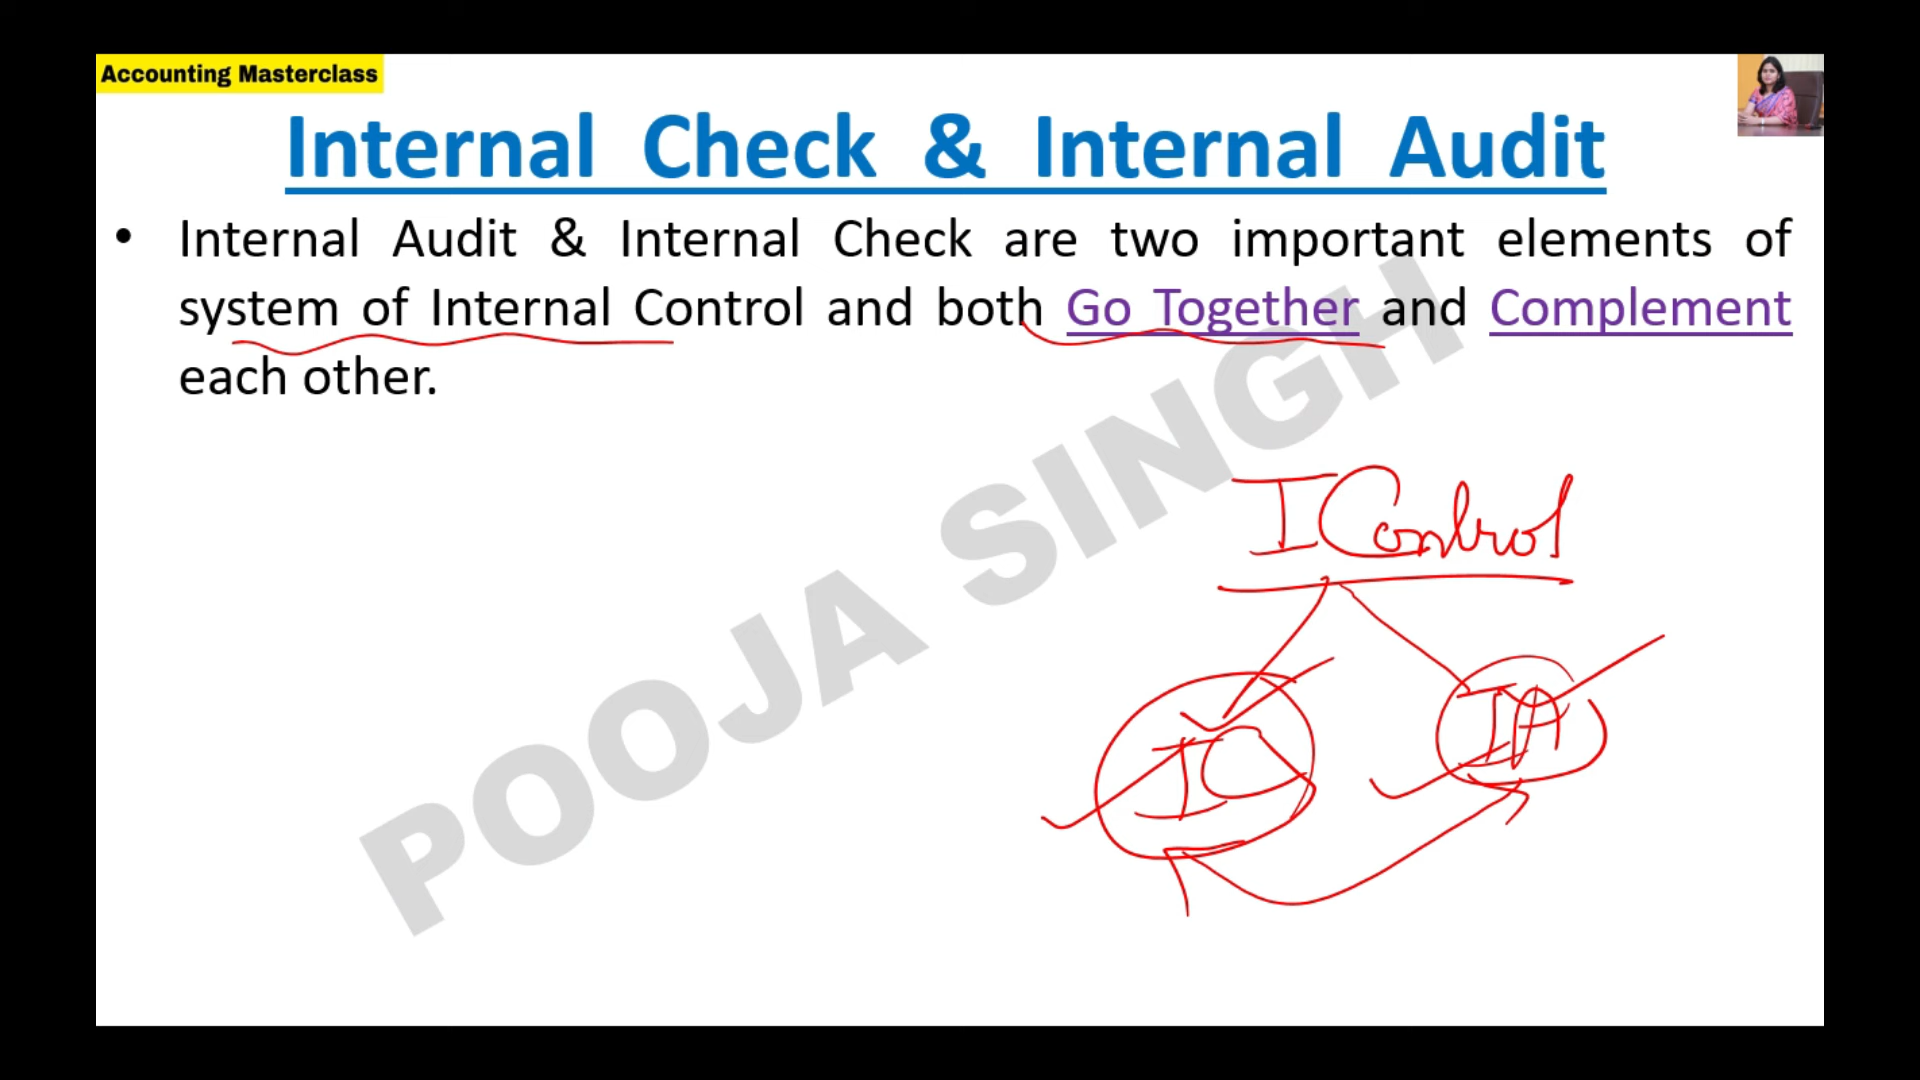 Accounting Masterclass
Internal Check & Internal Audit
• Internal Audit & Internal Check are two important elements of
system of Internal Control and both Go Together and Complement
each other.
POOJA SINGH
I Control
IC
IA